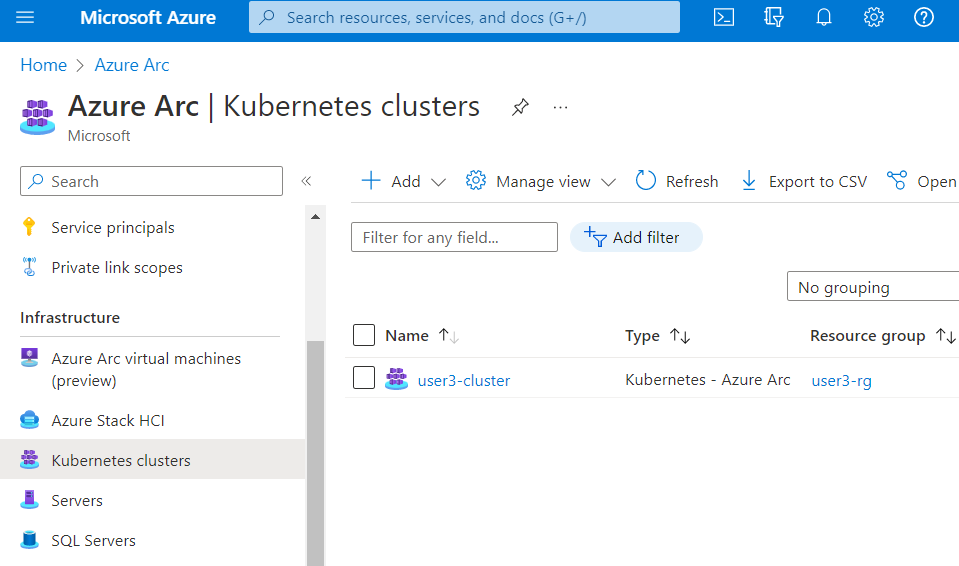 Microsoft Azure
Search resources, services, and docs (G+/)
Home > Azure Arc
Azure Arc | Kubernetes clusters
Microsoft
Search
Add
Manage view
Refresh
Export to CSV
Open
Service principals
Private link scopes
Infrastructure
Azure Arc virtual machines
(preview)
Azure Stack HCI
Kubernetes clusters
Servers
SQL Servers
Filter for any field...
Add filter
No grouping
Name Type Resource group
user3-cluster Kubernetes - Azure Arc user3-rg